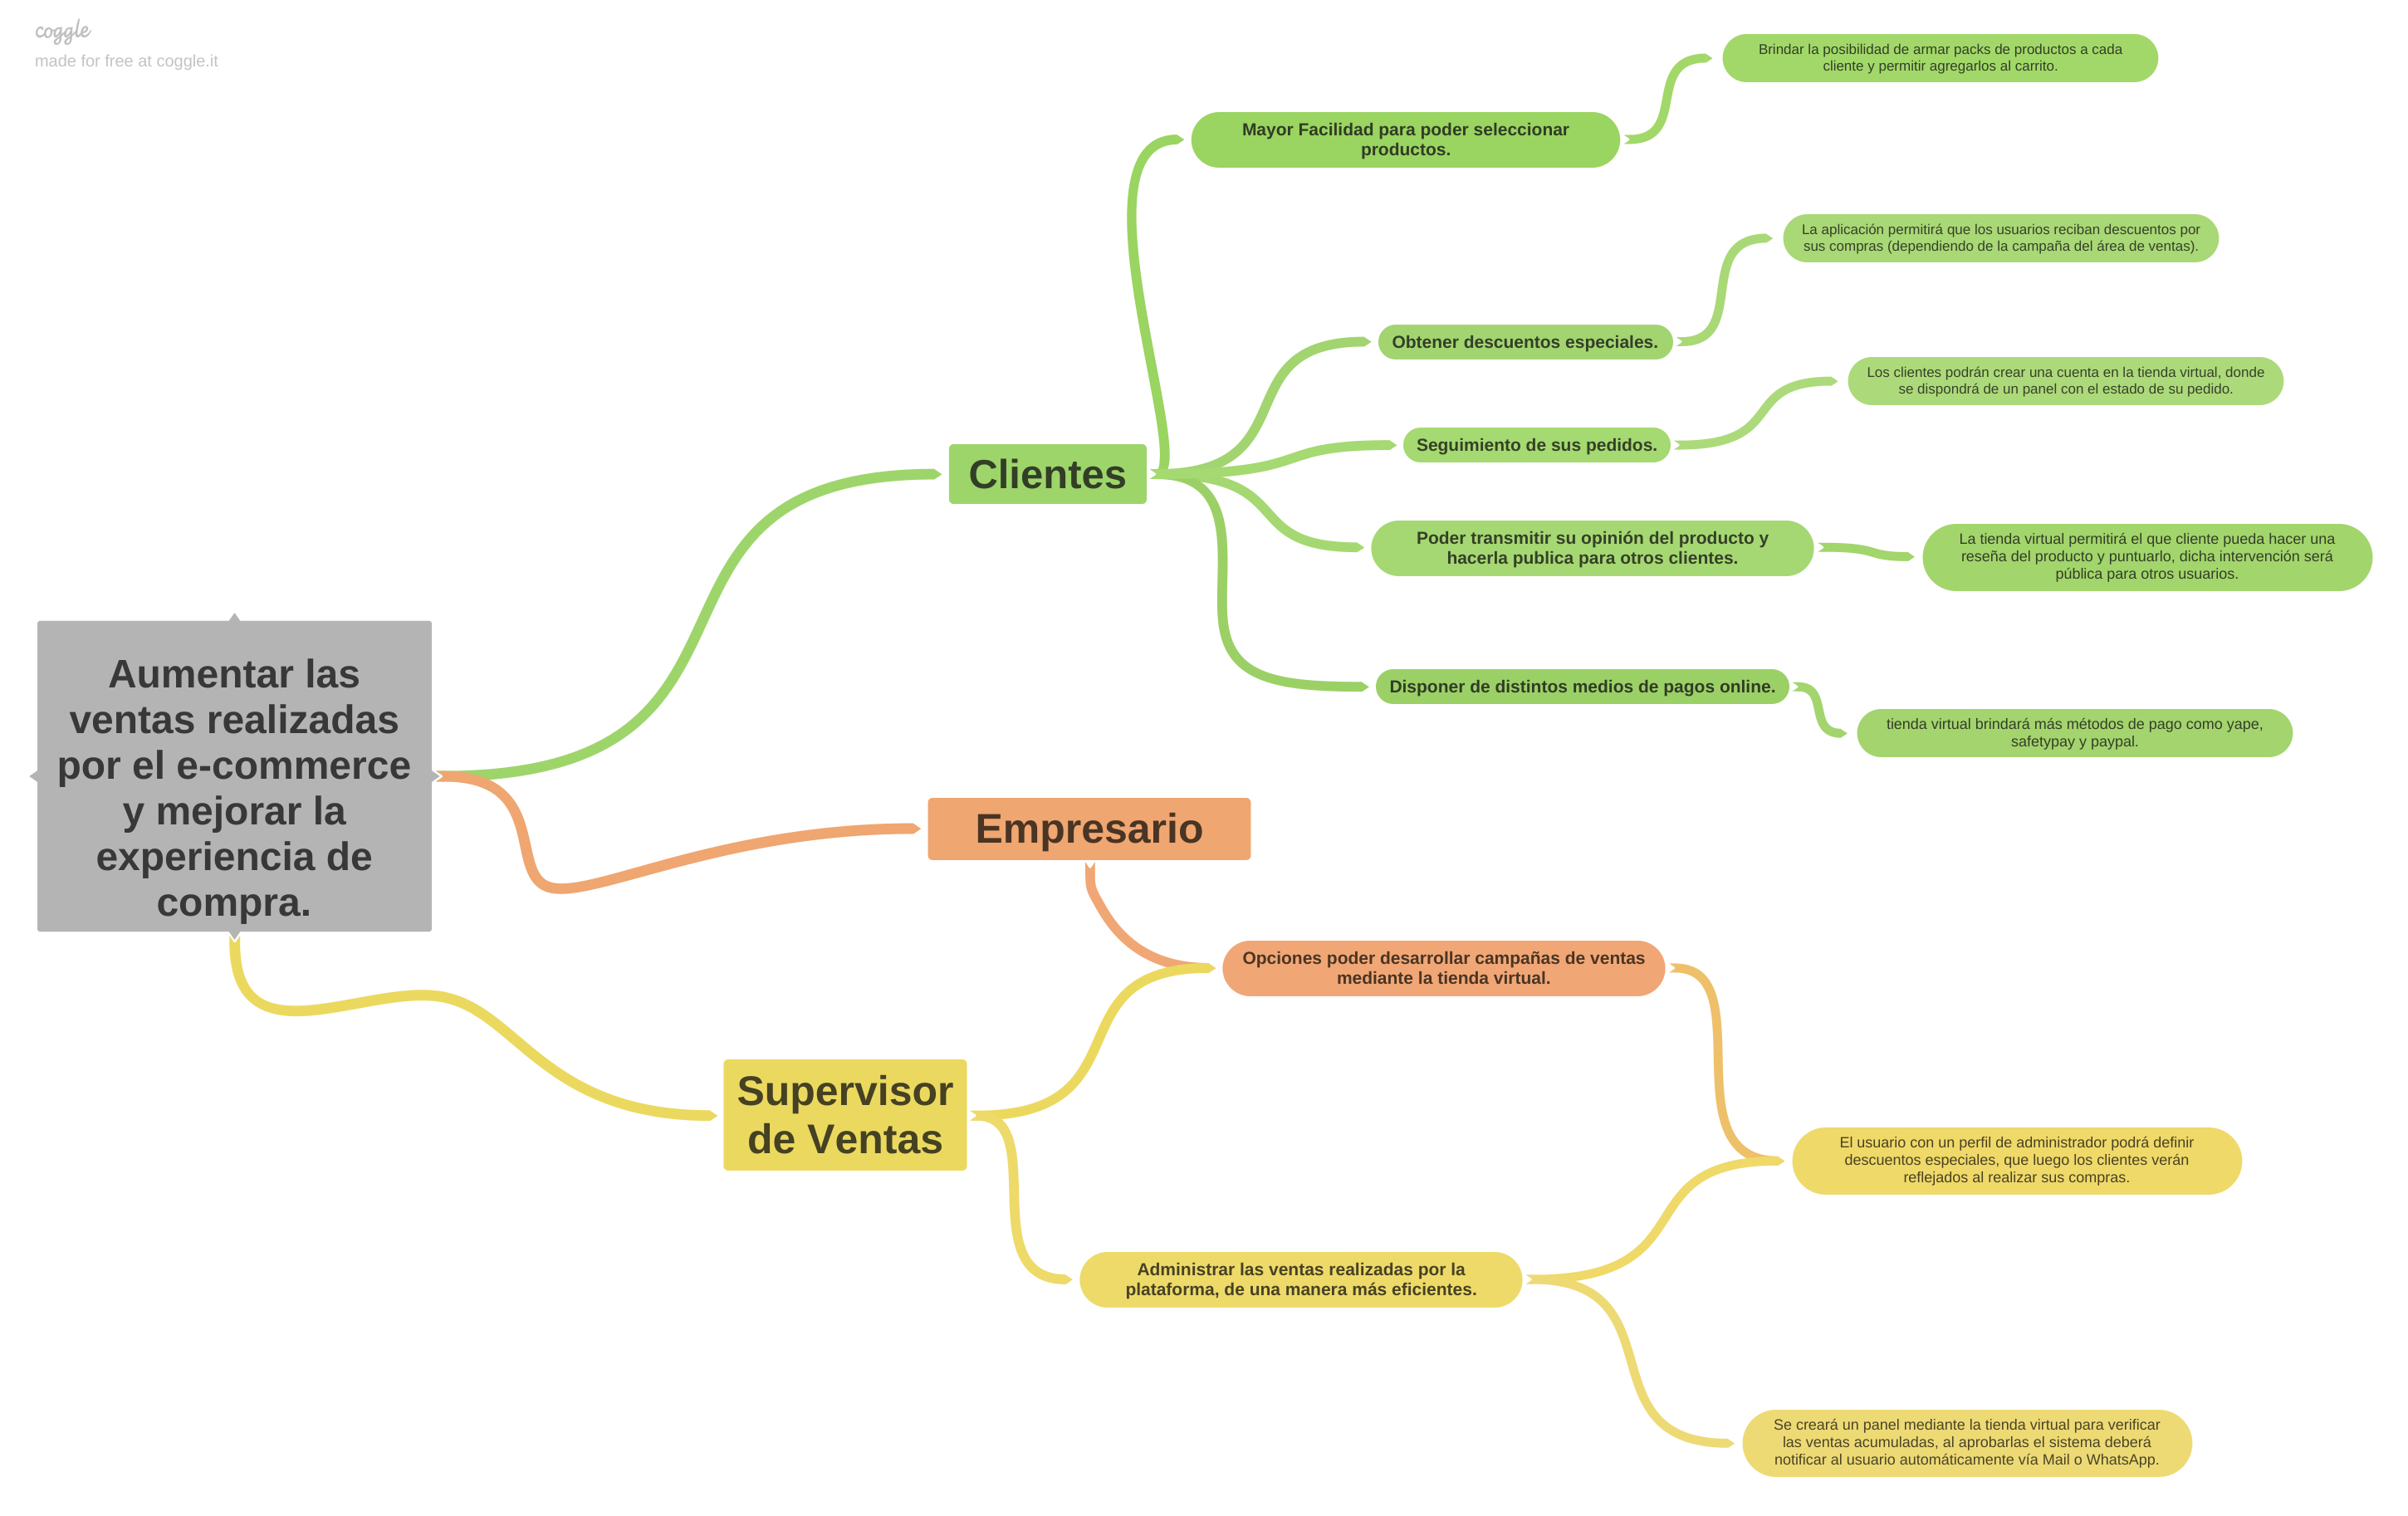 coggle
made for free at coggle.it
Brindar la posibilidad de armar packs de productos a cada
cliente y permitir agregarlos al carrito.
Mayor Facilidad para poder seleccionar
productos.
La aplicación permitirá que los usuarios reciban descuentos por
sus compras (dependiendo de la campaña del área de ventas).
Obtener descuentos especiales.
Los clientes podrán crear una cuenta en la tienda virtual, donde
se dispondrá de un panel con el estado de su pedido.
Seguimiento de sus pedidos.
Clientes
Poder transmitir su opinión del producto y
hacerla publica para otros clientes.
La tienda virtual permitirá el que cliente pueda hacer una
reseña del producto y puntuarlo, dicha intervención será
pública para otros usuarios.
Disponer de distintos medios de pagos online.
tienda virtual brindará más métodos de pago como yape,
safetypay y paypal.
Aumentar las
ventas realizadas
por el e-commerce
y mejorar la
experiencia de
compra.
Empresario
Opciones poder desarrollar campañas de ventas
mediante la tienda virtual.
Supervisor
de Ventas
El usuario con un perfil de administrador podrá definir
descuentos especiales, que luego los clientes verán
reflejados al realizar sus compras.
Administrar las ventas realizadas por la
plataforma, de una manera más eficientes.
Se creará un panel mediante la tienda virtual para verificar
las ventas acumuladas, al aprobarlas el sistema deberá
notificar al usuario automáticamente vía Mail o WhatsApp.